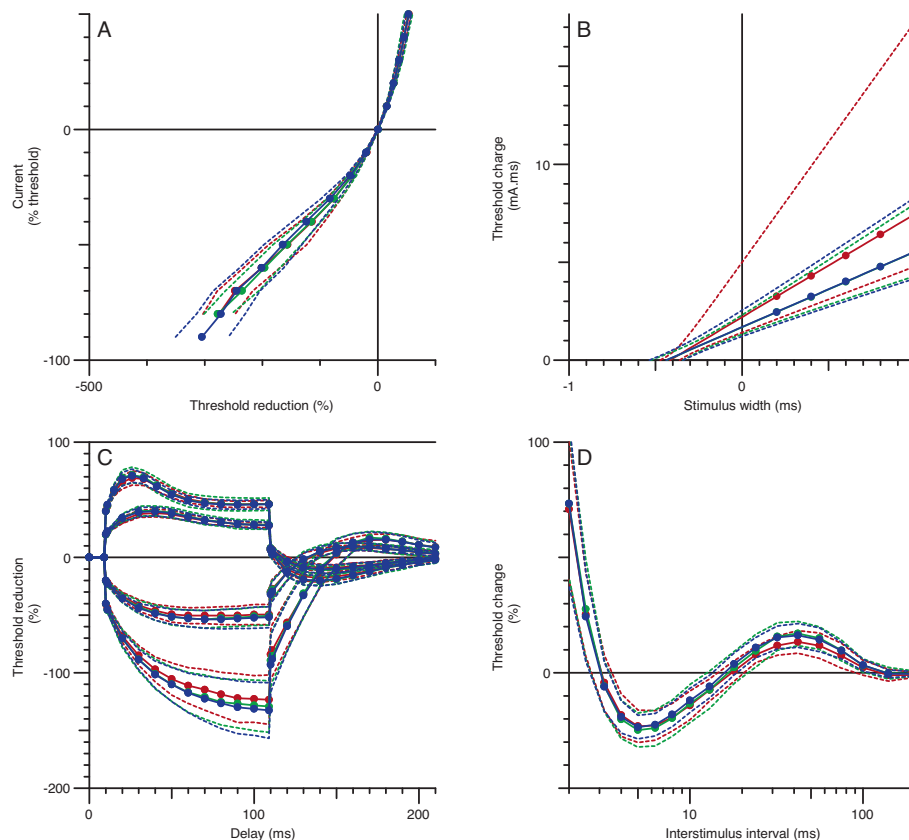 A
0
Current
(% threshold)
-100
-500
0
Threshold reduction (%)
B
10
Threshold charge
(mA.ms)
0
-1
0
Stimulus width (ms)
100
C
0
Threshold reduction
(%)
-100
-200
0
100
200
Delay (ms)
100
D
Threshold change
(%)
0
10
100
Interstimulus interval (ms)